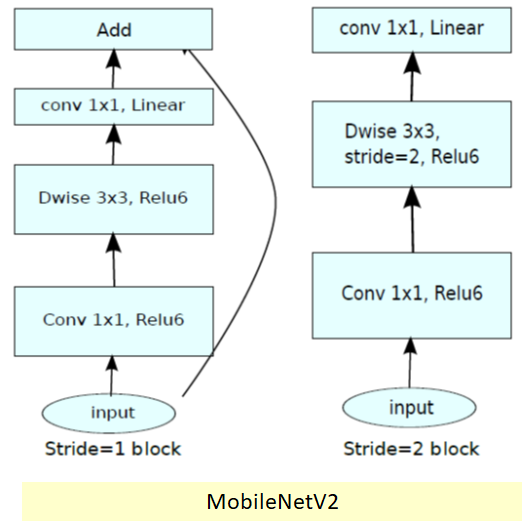 Add
conv 1x1, Linear
Dwise 3x3, Relu6
Conv 1x1, Relu6
input
Stride=1 block
conv 1x1, Linear
Dwise 3x3,
stride=2, Relu6
Conv 1x1, Relu6
input
Stride=2 block
MobileNetV2